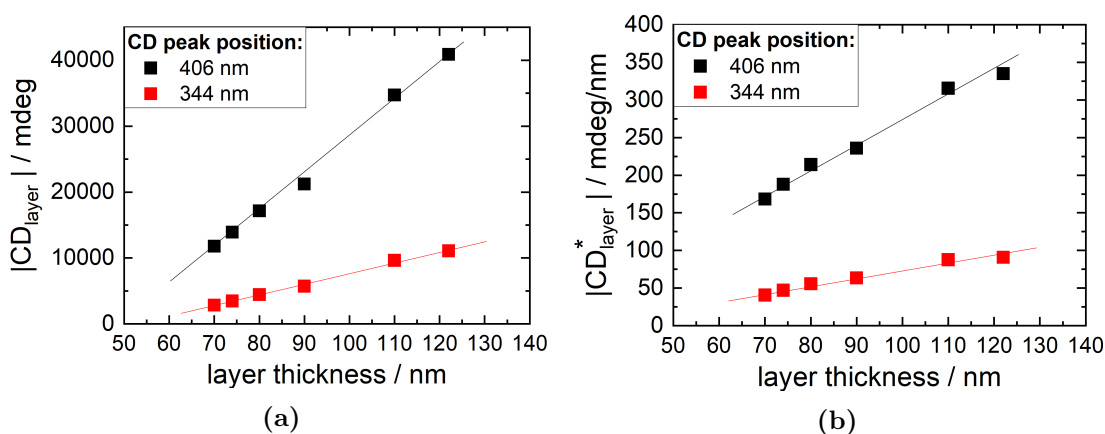 CD peak position:
406 nm
344 nm
40000
30000
20000
10000
0
|CD_layer | / mdeg
50 60 70 80 90 100 110 120 130 140
layer thickness / nm
(a)
CD peak position:
406 nm
344 nm
400
350
300
250
200
150
100
50
0
|CD*_layer | / mdeg/nm
50 60 70 80 90 100 110 120 130 140
layer thickness / nm
(b)